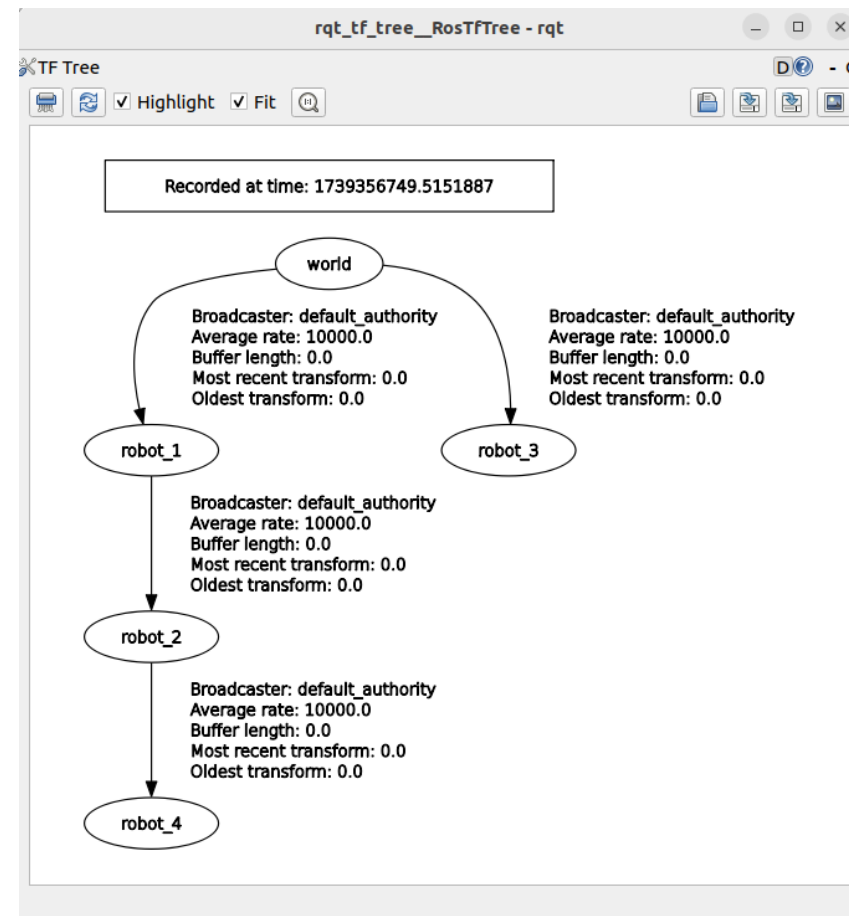 rqt_tf_tree__RosTfTree - rqt
TF Tree
D
-
Highlight
Fit
Recorded at time: 1739356749.5151887
world
Broadcaster: default_authority
Average rate: 10000.0
Buffer length: 0.0
Most recent transform: 0.0
Oldest transform: 0.0
Broadcaster: default_authority
Average rate: 10000.0
Buffer length: 0.0
Most recent transform: 0.0
Oldest transform: 0.0
robot_1
robot_3
Broadcaster: default_authority
Average rate: 10000.0
Buffer length: 0.0
Most recent transform: 0.0
Oldest transform: 0.0
robot_2
Broadcaster: default_authority
Average rate: 10000.0
Buffer length: 0.0
Most recent transform: 0.0
Oldest transform: 0.0
robot_4